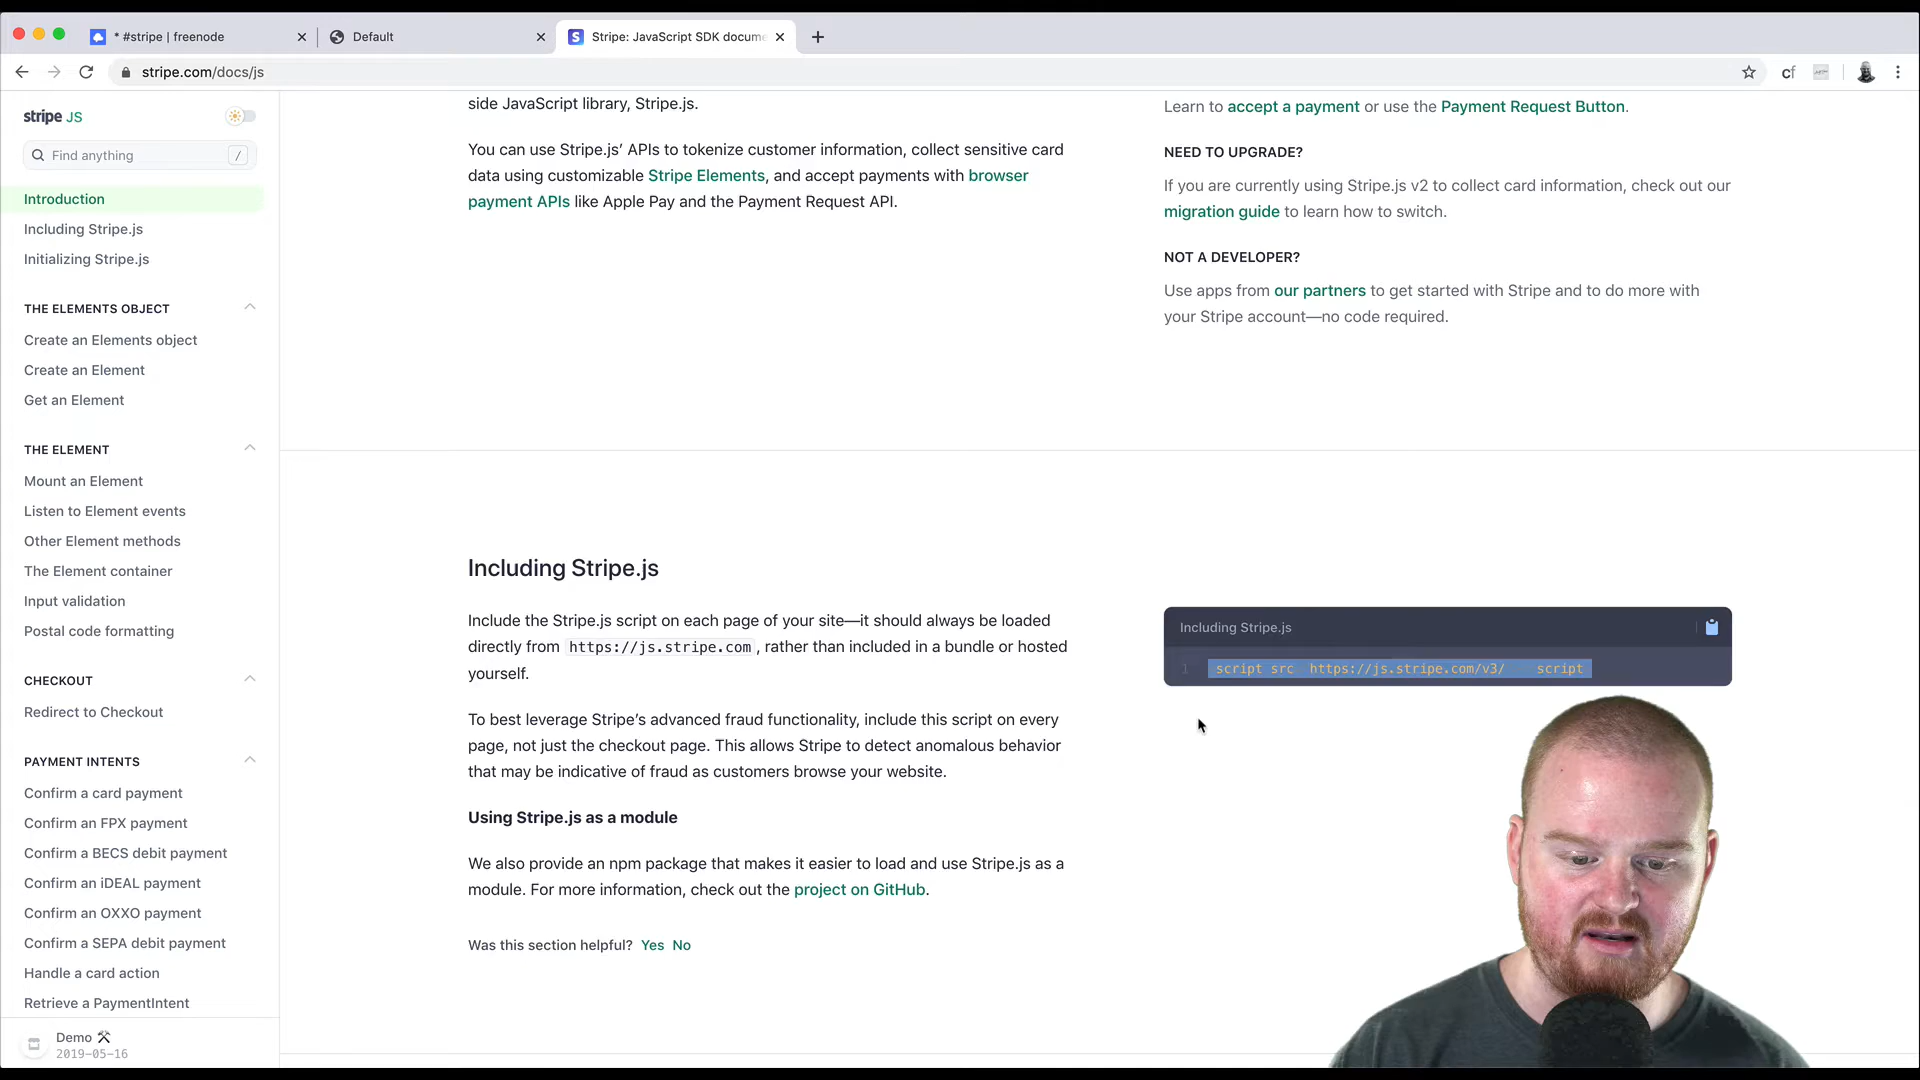 * #stripe | freenode
Default
Stripe: JavaScript SDK docume
stripe.com/docs/js
cf
stripe JS
Find anything
/
Introduction
Including Stripe.js
Initializing Stripe.js
THE ELEMENTS OBJECT
Create an Elements object
Create an Element
Get an Element
THE ELEMENT
Mount an Element
Listen to Element events
Other Element methods
The Element container
Input validation
Postal code formatting
CHECKOUT
Redirect to Checkout
PAYMENT INTENTS
Confirm a card payment
Confirm an FPX payment
Confirm a BECS debit payment
Confirm an iDEAL payment
Confirm an OXXO payment
Confirm a SEPA debit payment
Handle a card action
Retrieve a PaymentIntent
Demo
2019-05-16
side JavaScript library, Stripe.js.
You can use Stripe.js’ APIs to tokenize customer information, collect sensitive card
data using customizable Stripe Elements, and accept payments with browser
payment APIs like Apple Pay and the Payment Request API.
Learn to accept a payment or use the Payment Request Button.
NEED TO UPGRADE?
If you are currently using Stripe.js v2 to collect card information, check out our
migration guide to learn how to switch.
NOT A DEVELOPER?
Use apps from our partners to get started with Stripe and to do more with
your Stripe account—no code required.
Including Stripe.js
Include the Stripe.js script on each page of your site—it should always be loaded
directly from https://js.stripe.com, rather than included in a bundle or hosted
yourself.
To best leverage Stripe’s advanced fraud functionality, include this script on every
page, not just the checkout page. This allows Stripe to detect anomalous behavior
that may be indicative of fraud as customers browse your website.
Using Stripe.js as a module
We also provide an npm package that makes it easier to load and use Stripe.js as a
module. For more information, check out the project on GitHub.
Was this section helpful? Yes No
Including Stripe.js
1 script src https://js.stripe.com/v3/ script